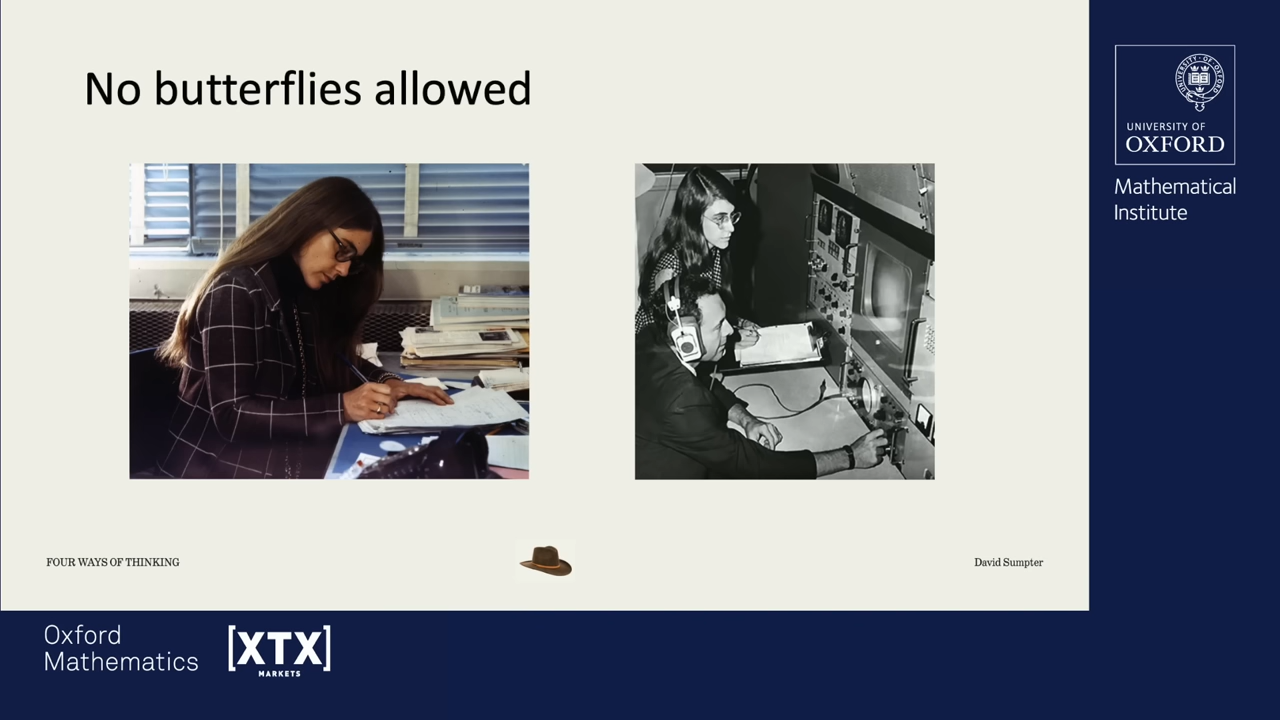 No butterflies allowed
FOUR WAYS OF THINKING
David Sumpter
UNIVERSITY OF
OXFORD
Mathematical
Institute
Oxford
Mathematics
[XTX]
MARKETS